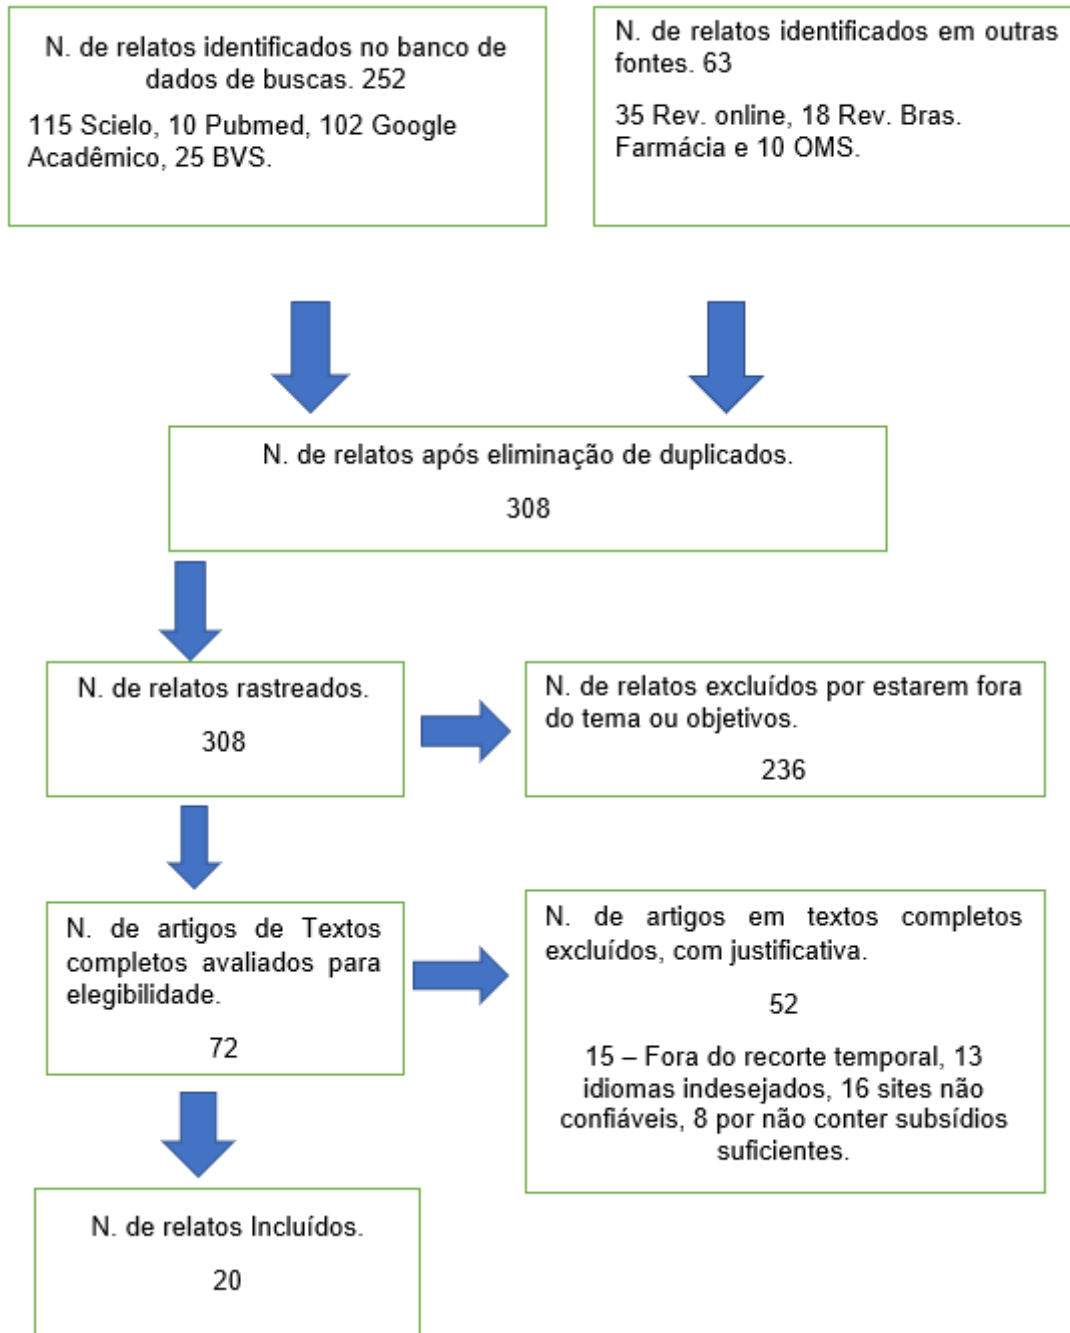 N. de relatos identificados no banco de
dados de buscas. 252
115 Scielo, 10 Pubmed, 102 Google
Acadêmico, 25 BVS.
N. de relatos identificados em outras
fontes. 63
35 Rev. online, 18 Rev. Bras.
Farmácia e 10 OMS.
N. de relatos após eliminação de duplicados.
308
N. de relatos rastreados.
308
N. de relatos excluídos por estarem fora
do tema ou objetivos.
236
N. de artigos de Textos
completos avaliados para
elegibilidade.
72
N. de artigos em textos completos
excluídos, com justificativa.
52
15 – Fora do recorte temporal, 13
idiomas indesejados, 16 sites não
confiáveis, 8 por não conter subsídios
suficientes.
N. de relatos Incluídos.
20